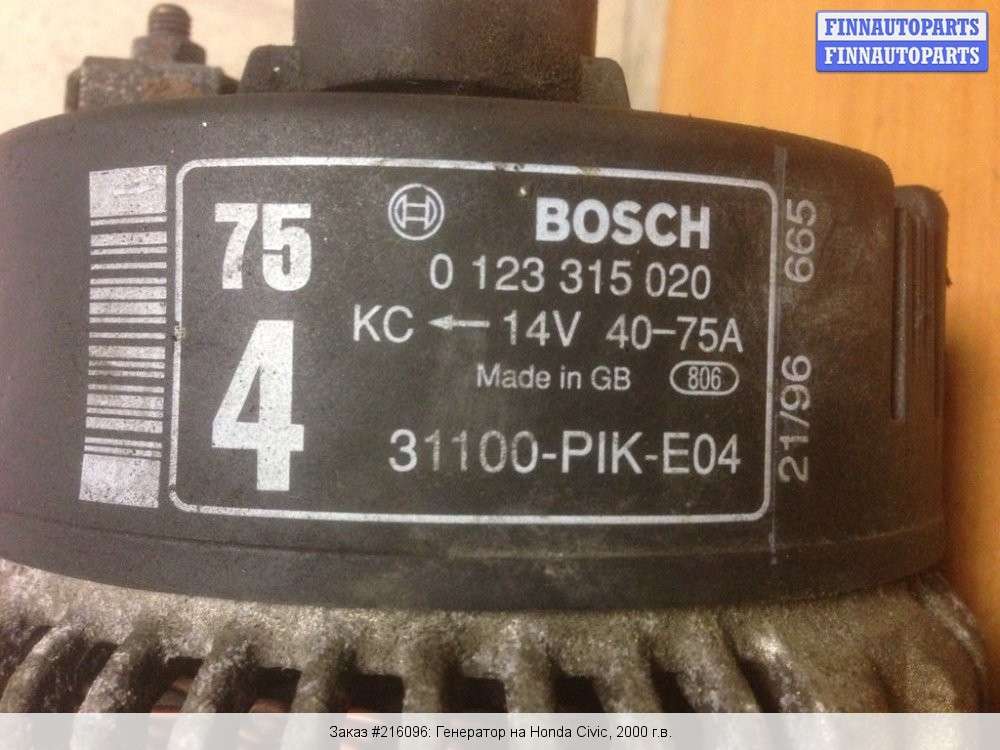 FINNAUTOPARTS
FINNAUTOPARTS
75
4
BOSCH
0 123 315 020
KC ← 14V 40-75A
Made in GB 806
31100-PIK-E04
21/96 665
Заказ #216096: Генератор на Honda Civic, 2000 г.в.